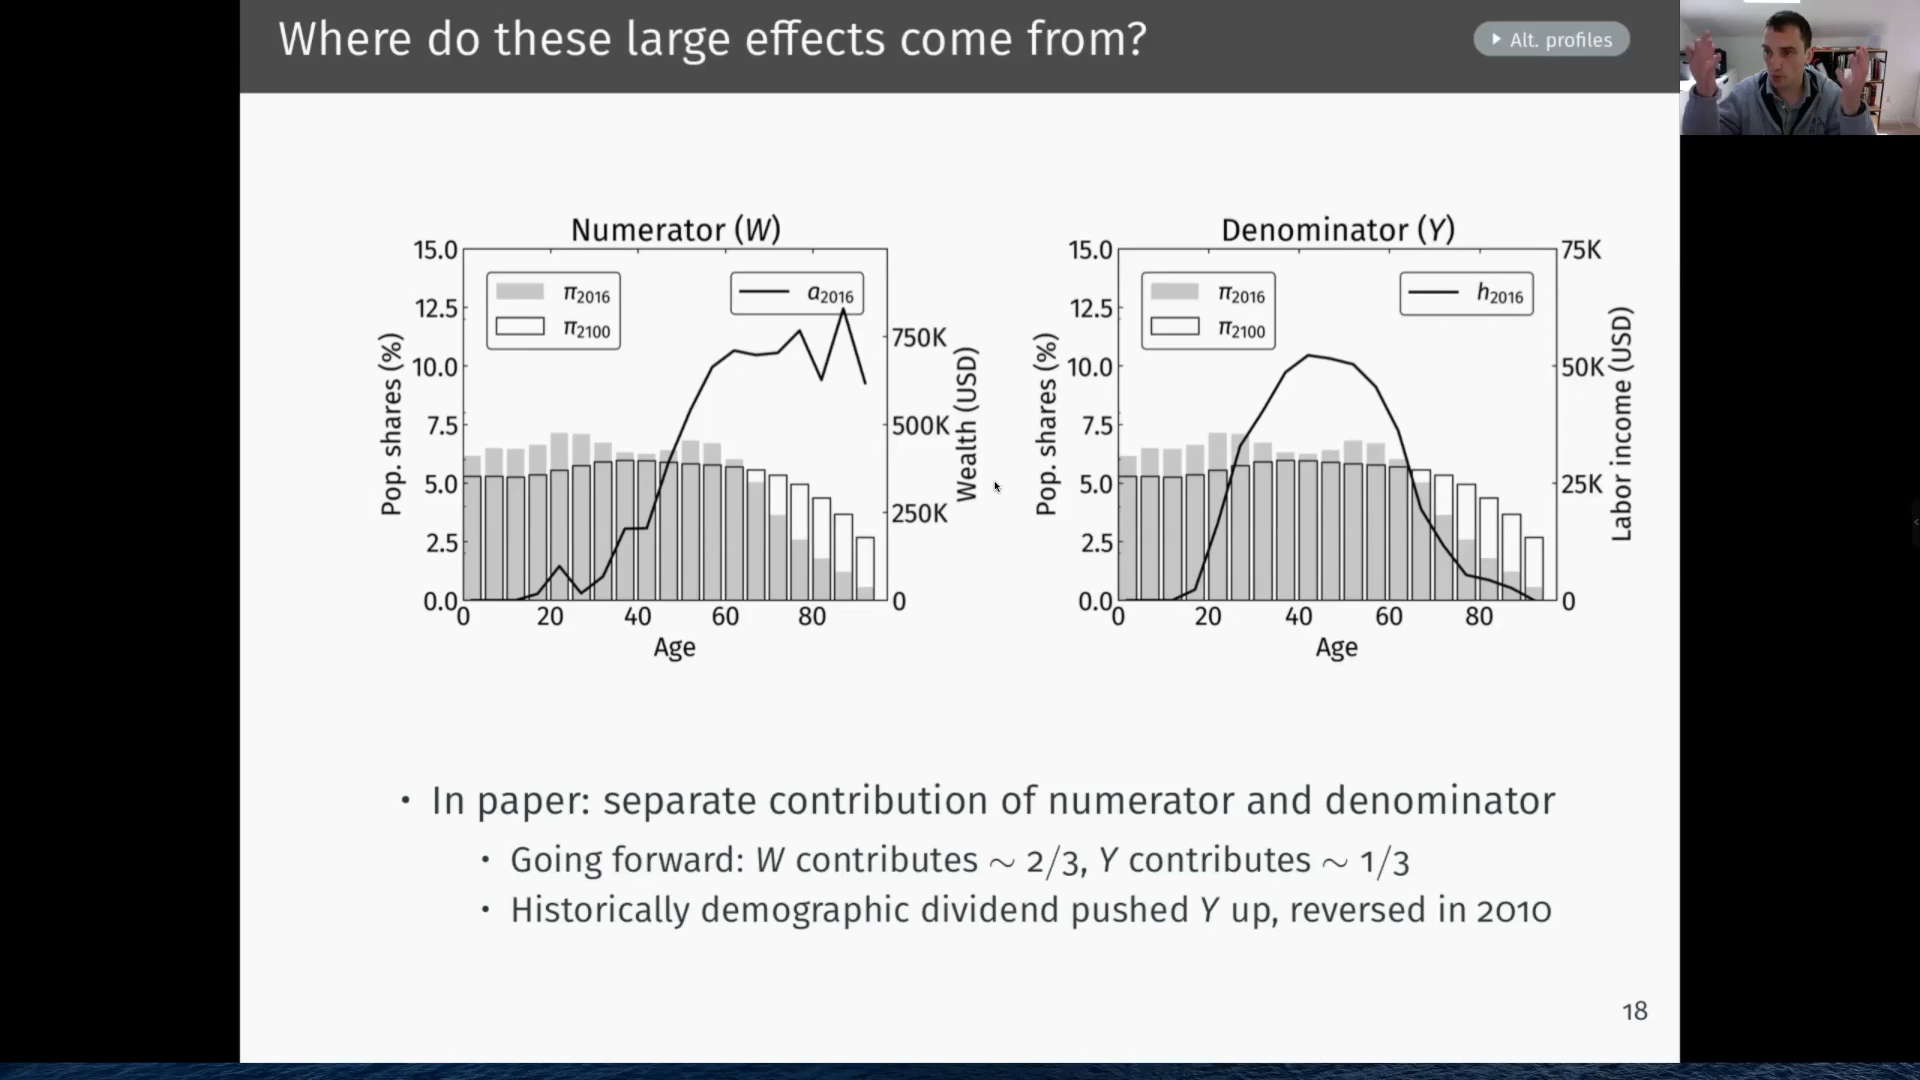 Where do these large effects come from?
Alt. profiles
Numerator (W)
15.0
12.5
10.0
7.5
5.0
2.5
0.0
Pop. shares (%)
π2016
π2100
a2016
750K
500K
250K
0
Wealth (USD)
0 20 40 60 80
Age
Denominator (Y)
15.0
12.5
10.0
7.5
5.0
2.5
0.0
Pop. shares (%)
π2016
π2100
h2016
75K
50K
25K
0
Labor income (USD)
0 20 40 60 80
Age
• In paper: separate contribution of numerator and denominator
• Going forward: W contributes ~ 2/3, Y contributes ~ 1/3
• Historically demographic dividend pushed Y up, reversed in 2010
18